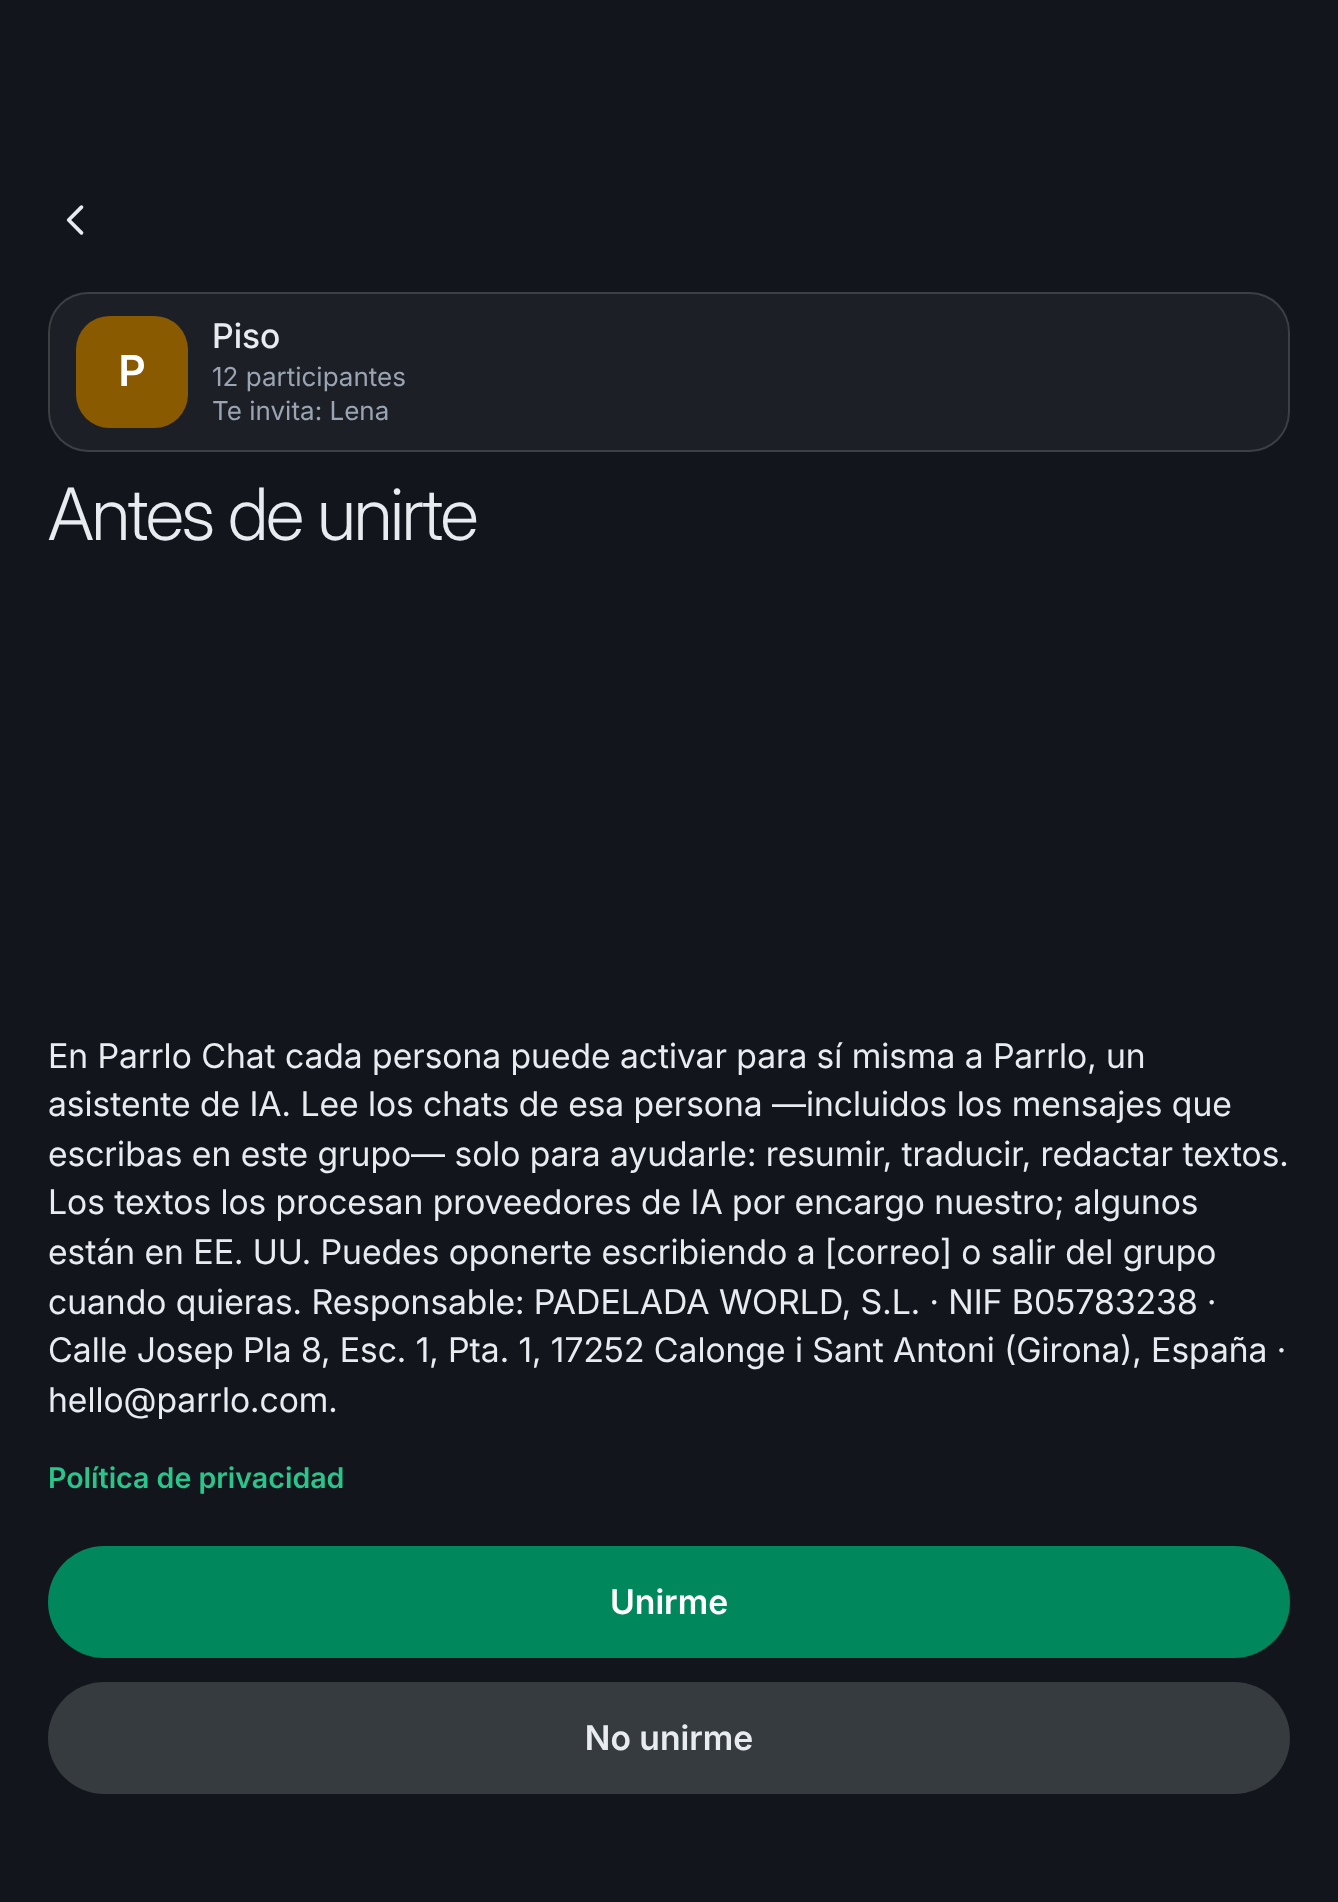 P
Piso
12 participantes
Te invita: Lena
Antes de unirte
En Parrlo Chat cada persona puede activar para sí misma a Parrlo, un
asistente de IA. Lee los chats de esa persona —incluidos los mensajes que
escribas en este grupo— solo para ayudarle: resumir, traducir, redactar textos.
Los textos los procesan proveedores de IA por encargo nuestro; algunos
están en EE. UU. Puedes oponerte escribiendo a [correo] o salir del grupo
cuando quieras. Responsable: PADELADA WORLD, S.L. · NIF B05783238 ·
Calle Josep Pla 8, Esc. 1, Pta. 1, 17252 Calonge i Sant Antoni (Girona), España ·
hello@parrlo.com.
Política de privacidad
Unirme
No unirme